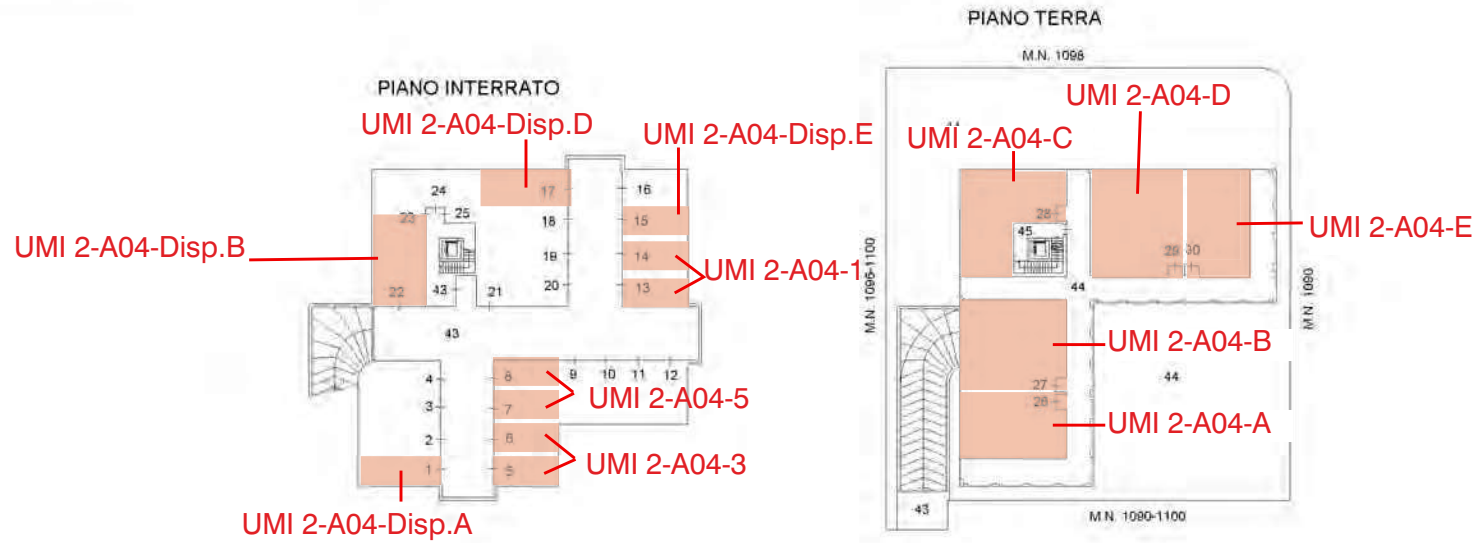 PIANO INTERRATO
UMI 2-A04-Disp.D
UMI 2-A04-Disp.E
24
17
16
23
25
18
15
UMI 2-A04-Disp.B
19
14
UMI 2-A04-1
22
43
21
20
13
43
4
8
9
10
11
12
3
7
UMI 2-A04-5
2
6
UMI 2-A04-3
1
5
UMI 2-A04-Disp.A
PIANO TERRA
M.N. 1098
UMI 2-A04-D
44
UMI 2-A04-C
28
45
UMI 2-A04-E
29
30
M.N. 1096-1100
44
M.N. 1090
UMI 2-A04-B
27
44
26
UMI 2-A04-A
43
M.N. 1090-1100